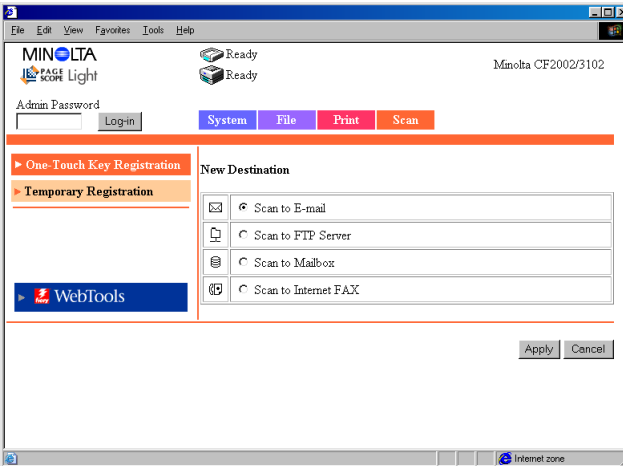 File Edit View Favorites Tools Help
MINOLTA
PAGE SCOPE Light
Ready
Ready
Minolta CF2002/3102
Admin Password
Log-in
System File Print Scan
One-Touch Key Registration
Temporary Registration
New Destination
Scan to E-mail
Scan to FTP Server
Scan to Mailbox
Scan to Internet FAX
fiery WebTools
Apply Cancel
Internet zone